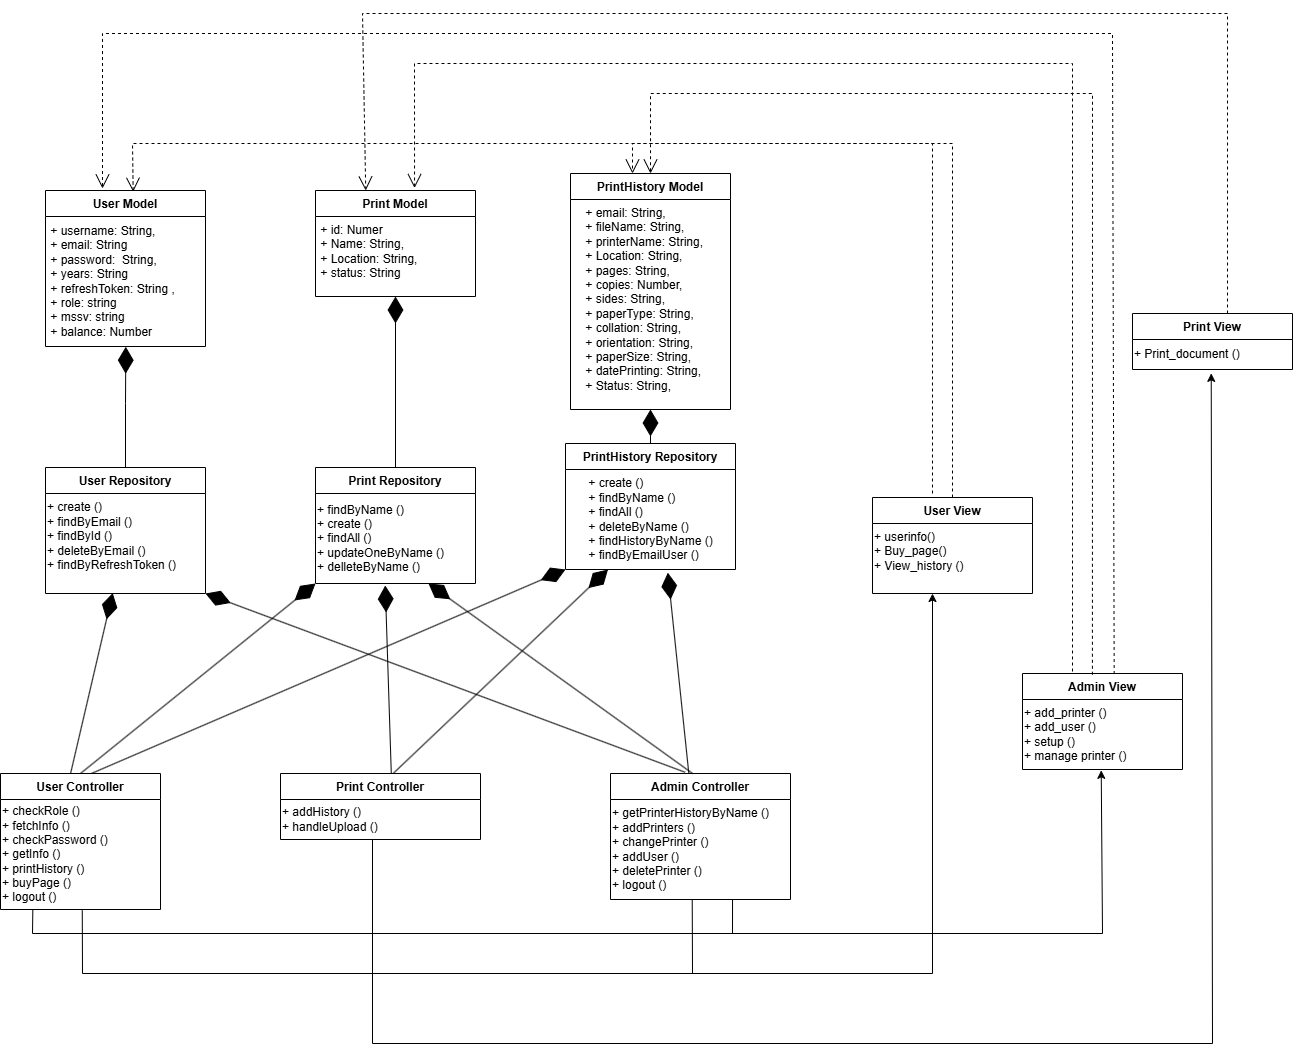 User Model
+ username: String,
+ email: String
+ password:  String,
+ years: String
+ refreshToken: String ,
+ role: string
+ mssv: string
+ balance: Number
Print Model
+ id: Numer
+ Name: String,
+ Location: String,
+ status: String
PrintHistory Model
+ email: String,
+ fileName: String,
+ printerName: String,
+ Location: String,
+ pages: String,
+ copies: Number,
+ sides: String,
+ paperType: String,
+ collation: String,
+ orientation: String,
+ paperSize: String,
+ datePrinting: String,
+ Status: String,
Print View
+ Print_document ()
User Repository
+ create ()
+ findByEmail ()
+ findById ()
+ deleteByEmail ()
+ findByRefreshToken ()
Print Repository
+ findByName ()
+ create ()
+ findAll ()
+ updateOneByName ()
+ delleteByName ()
PrintHistory Repository
+ create ()
+ findByName ()
+ findAll ()
+ deleteByName ()
+ findHistoryByName ()
+ findByEmailUser ()
User View
+ userinfo()
+ Buy_page()
+ View_history ()
Admin View
+ add_printer ()
+ add_user ()
+ setup ()
+ manage printer ()
User Controller
+ checkRole ()
+ fetchInfo ()
+ checkPassword ()
+ getInfo ()
+ printHistory ()
+ buyPage ()
+ logout ()
Print Controller
+ addHistory ()
+ handleUpload ()
Admin Controller
+ getPrinterHistoryByName ()
+ addPrinters ()
+ changePrinter ()
+ addUser ()
+ deletePrinter ()
+ logout ()